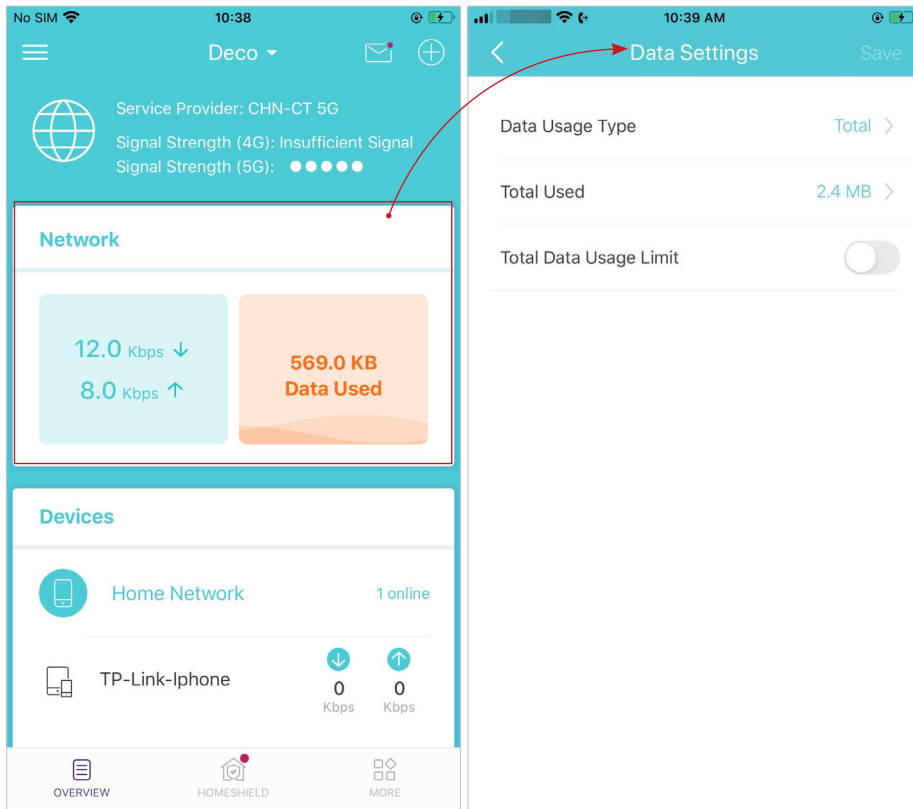 No SIM
10:38
Deco
Service Provider: CHN-CT 5G
Signal Strength (4G): Insufficient Signal
Signal Strength (5G):
Network
12.0 Kbps
8.0 Kbps
569.0 KB
Data Used
Devices
Home Network
1 online
TP-Link-Iphone
0
Kbps
0
Kbps
OVERVIEW
HOMESHIELD
MORE
10:39 AM
Data Settings
Save
Data Usage Type
Total
Total Used
2.4 MB
Total Data Usage Limit